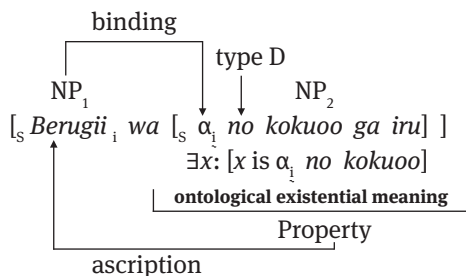 binding
type D
NP₁ NP₂
[ₛ Berugii ᵢ wa [ₛ αᵢ no kokuoo ga iru] ]
∃x: [x is αᵢ no kokuoo]
ontological existential meaning
Property
ascription